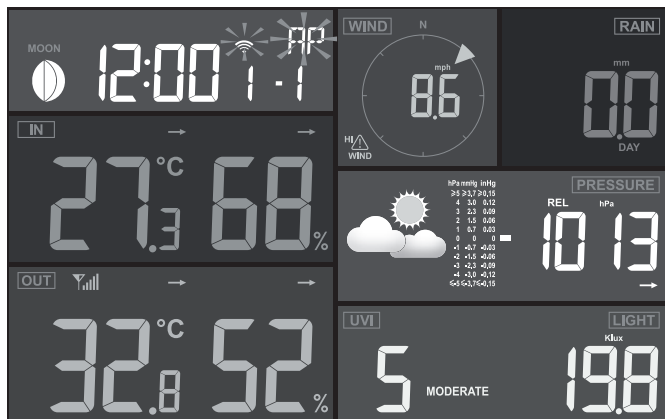 MOON
12:00
AP
1-1
WIND
N
mph
8.6
HI
WIND
RAIN
mm
0.0
DAY
IN
27.3 °C
68 %
hPa mmHg inHg
≥5 ≥3,7 ≥0,15
4 3.0 0.12
3 2.3 0.09
2 1.5 0.06
1 0.7 0.03
0 0 0
-1 -0.7 -0.03
-2 -1.5 -0.06
-3 -2,3 -0,09
-4 -3,0 -0,12
≤-5 ≤-3,7 ≤-0,15
PRESSURE
REL hPa
1013
OUT
32.8 °C
52 %
UVI
5 MODERATE
LIGHT
Klux
19.8